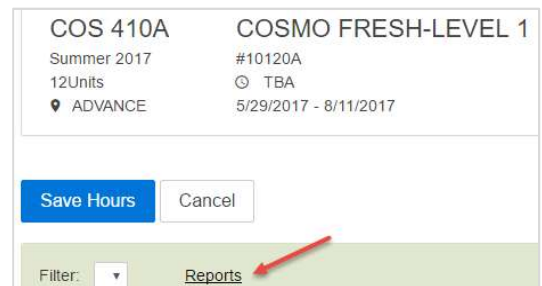 COS 410A COSMO FRESH-LEVEL 1
Summer 2017 #10120A
12Units TBA
ADVANCE 5/29/2017 - 8/11/2017
Save Hours Cancel
Filter: Reports